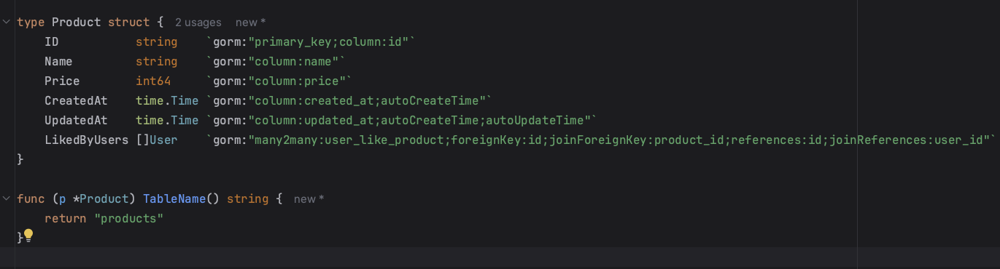 type Product struct { 2 usages new *
    ID           string    `gorm:"primary_key;column:id"`
    Name         string    `gorm:"column:name"`
    Price        int64     `gorm:"column:price"`
    CreatedAt    time.Time `gorm:"column:created_at;autoCreateTime"`
    UpdatedAt    time.Time `gorm:"column:updated_at;autoCreateTime;autoUpdateTime"`
    LikedByUsers []User    `gorm:"many2many:user_like_product;foreignKey:id;joinForeignKey:product_id;references:id;joinReferences:user_id"`
}
func (p *Product) TableName() string { new *
    return "products"
}